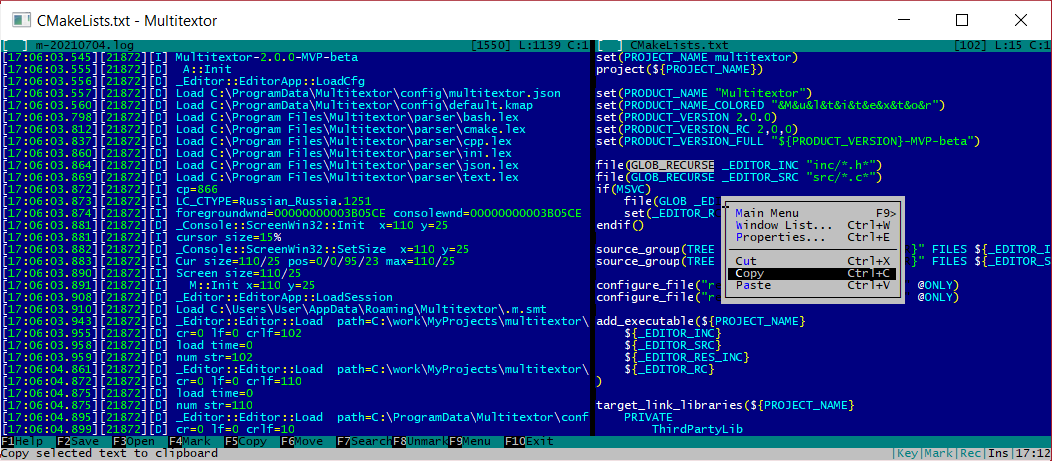 CMakeLists.txt - Multitextor
[ ] m-20210704.log [1550] L:1139 C:1
[17:06:03.545][21872][I] Multitextor-2.0.0-MVP-beta
[17:06:03.555][21872][D] _A::Init
[17:06:03.556][21872][D] _Editor::EditorApp::LoadCfg
[17:06:03.557][21872][D] Load C:\ProgramData\Multitextor\config\multitextor.json
[17:06:03.560][21872][D] Load C:\ProgramData\Multitextor\config\default.kmap
[17:06:03.798][21872][D] Load C:\Program Files\Multitextor\parser\bash.lex
[17:06:03.812][21872][D] Load C:\Program Files\Multitextor\parser\cmake.lex
[17:06:03.837][21872][D] Load C:\Program Files\Multitextor\parser\cpp.lex
[17:06:03.860][21872][D] Load C:\Program Files\Multitextor\parser\ini.lex
[17:06:03.864][21872][D] Load C:\Program Files\Multitextor\parser\json.lex
[17:06:03.869][21872][D] Load C:\Program Files\Multitextor\parser\text.lex
[17:06:03.872][21872][I] cp=866
[17:06:03.873][21872][I] LC_CTYPE=Russian_Russia.1251
[17:06:03.874][21872][I] foregroundwnd=00000000003B05CE consolewnd=00000000003B05CE
[17:06:03.874][21872][D] _Console::ScreenWin32::Init  x=110 y=25
[17:06:03.881][21872][D] cursor size=15%
[17:06:03.882][21872][D] _Console::ScreenWin32::SetSize  x=110 y=25
[17:06:03.883][21872][D] Cur size=110/25 pos=0/0/95/23 max=110/25
[17:06:03.890][21872][I] Screen size=110/25
[17:06:03.891][21872][I]   M::Init x=110 y=25
[17:06:03.908][21872][D] _Editor::EditorApp::LoadSession
[17:06:03.910][21872][D] Load C:\Users\User\AppData\Roaming\Multitextor\.m.smt
[17:06:03.943][21872][D] _Editor::Editor::Load  path=C:\work\MyProjects\multitextor\
[17:06:03.955][21872][D] cr=0 lf=0 crlf=102
[17:06:03.958][21872][D] load time=0
[17:06:03.959][21872][D] num str=102
[17:06:04.861][21872][D] _Editor::Editor::Load  path=C:\work\MyProjects\multitextor\
[17:06:04.872][21872][D] cr=0 lf=0 crlf=110
[17:06:04.875][21872][D] load time=0
[17:06:04.875][21872][D] num str=110
[17:06:04.895][21872][D] _Editor::Editor::Load  path=C:\ProgramData\Multitextor\conf
[17:06:04.899][21872][D] cr=0 lf=0 crlf=10
[ ] CMakeLists.txt [102] L:15 C:1
set(PROJECT_NAME multitextor)
project(${PROJECT_NAME})
set(PRODUCT_NAME "Multitextor")
set(PRODUCT_NAME_COLORED "&M&u&l&t&i&t&e&x&t&o&r")
set(PRODUCT_VERSION 2.0.0)
set(PRODUCT_VERSION_RC 2,0,0)
set(PRODUCT_VERSION_FULL "${PRODUCT_VERSION}-MVP-beta")
file(GLOB_RECURSE _EDITOR_INC "inc/*.h*")
file(GLOB_RECURSE _EDITOR_SRC "src/*.c*")
if(MSVC)
file(GLOB _ED
set(_EDITOR_R
endif()
source_group(TREE }" FILES ${_EDITOR_I
source_group(TREE }" FILES ${_EDITOR_S
configure_file("r @ONLY)
configure_file("r @ONLY)
add_executable(${PROJECT_NAME}
${_EDITOR_INC}
${_EDITOR_SRC}
${_EDITOR_RES_INC}
${_EDITOR_RC}
)
target_link_libraries(${PROJECT_NAME}
PRIVATE
ThirdPartyLib
Main Menu F9>
Window List... Ctrl+W
Properties... Ctrl+E
Cut Ctrl+X
Copy Ctrl+C
Paste Ctrl+V
F1Help F2Save F3Open F4Mark F5Copy F6Move F7Search F8Unmark F9Menu F10Exit
Copy selected text to clipboard |Key|Mark|Rec|Ins|17:12